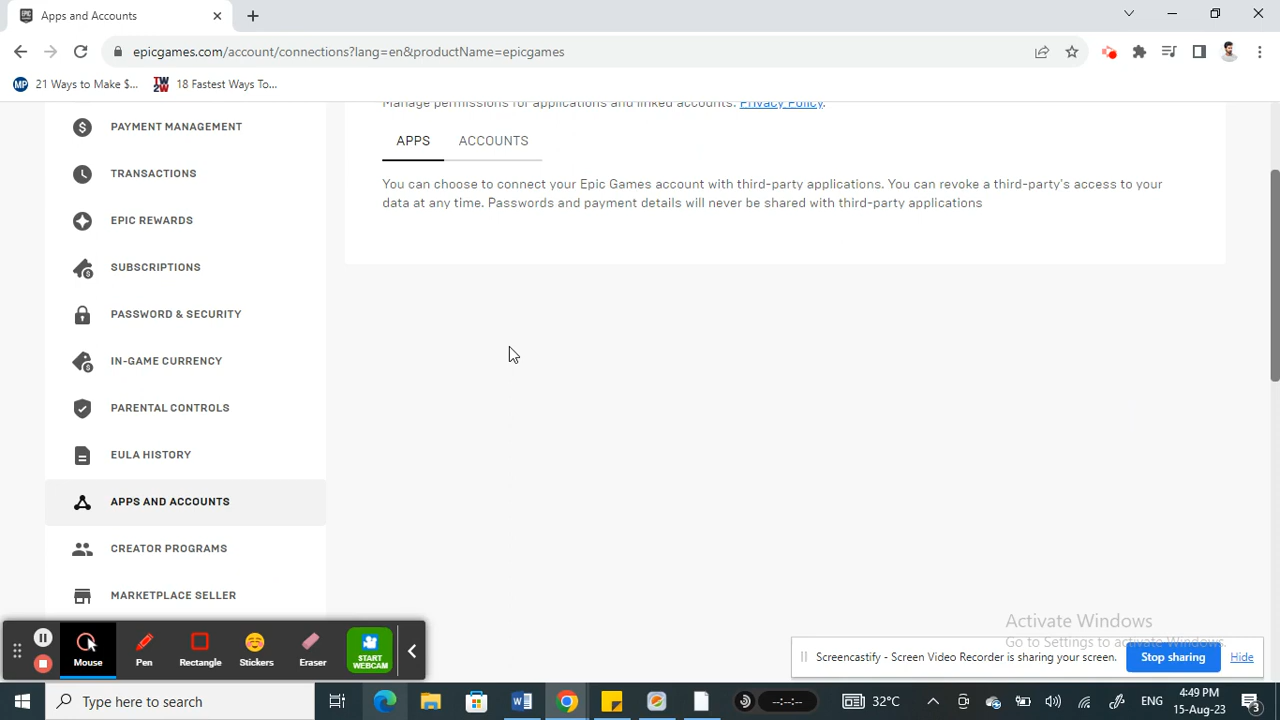 Apps and Accounts
epicgames.com/account/connections?lang=en&productName=epicgames
21 Ways to Make $...
18 Fastest Ways To...
Manage permissions for applications and linked accounts. Privacy Policy.
APPS
ACCOUNTS
You can choose to connect your Epic Games account with third-party applications. You can revoke a third-party's access to your
data at any time. Passwords and payment details will never be shared with third-party applications
PAYMENT MANAGEMENT
TRANSACTIONS
EPIC REWARDS
SUBSCRIPTIONS
PASSWORD & SECURITY
IN-GAME CURRENCY
PARENTAL CONTROLS
EULA HISTORY
APPS AND ACCOUNTS
CREATOR PROGRAMS
MARKETPLACE SELLER
Mouse
Pen
Rectangle
Stickers
Eraser
START
WEBCAM
Activate Windows
Go to Settings to activate Windows.
Screencastify - Screen Video Recorder is sharing your screen.
Stop sharing
Hide
Type here to search
--:--:--
32°C
ENG
4:49 PM
15-Aug-23
3